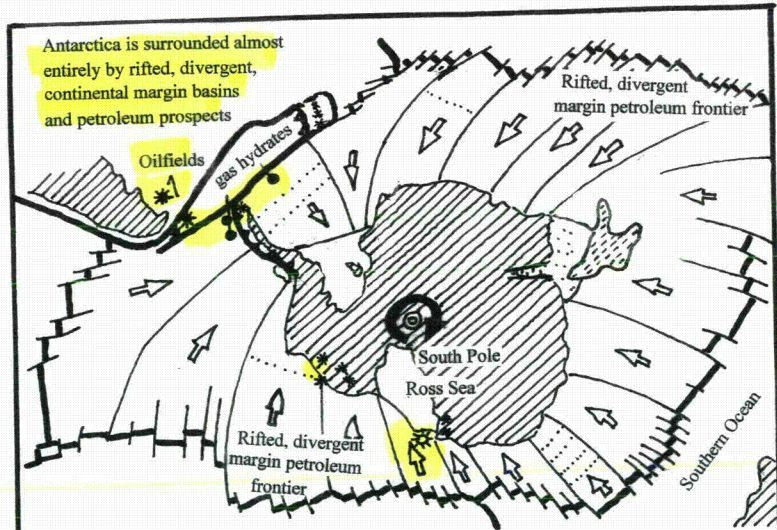 Antarctica is surrounded almost
entirely by rifted, divergent,
continental margin basins
and petroleum prospects
Oilfields
gas hydrates
Rifted, divergent
margin petroleum frontier
South Pole
Ross Sea
Rifted, divergent
margin petroleum
frontier
Southern Ocean